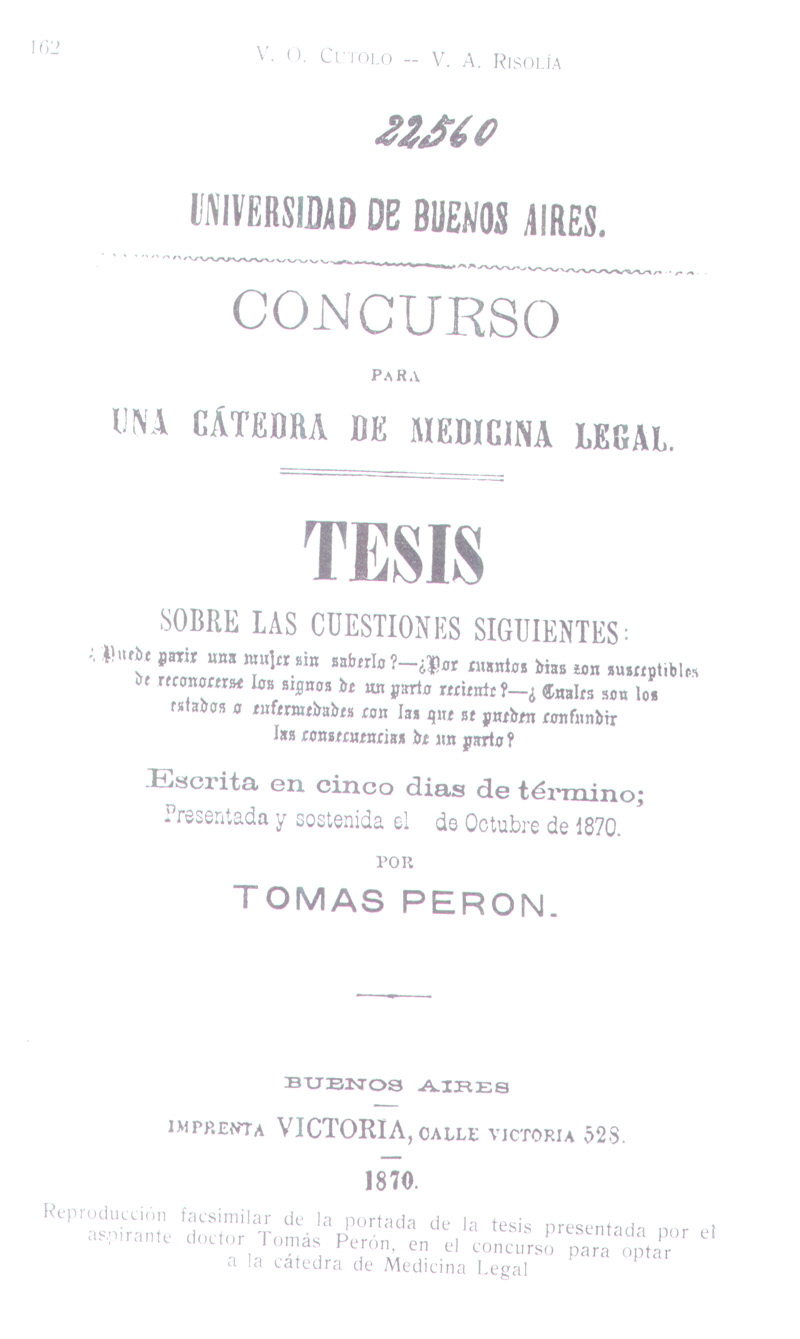 162
V. O. CUTOLO -- V. A. RISOLÍA
22560
UNIVERSIDAD DE BUENOS AIRES.
CONCURSO
PARA
UNA CÁTEDRA DE MEDICINA LEGAL.
TESIS
SOBRE LAS CUESTIONES SIGUIENTES:
¿Puede parir una mujer sin saberlo?—¿Por cuantos dias son susceptibles
de reconocerse los signos de un parto reciente?—¿Cuales son los
estados o enfermedades con las que se pueden confundir
las consecuencias de un parto?
Escrita en cinco dias de término;
Presentada y sostenida el de Octubre de 1870.
POR
TOMAS PERON.
BUENOS AIRES
IMPRENTA VICTORIA, CALLE VICTORIA 528.
1870.
Reproducción facsimilar de la portada de la tesis presentada por el
aspirante doctor Tomás Perón, en el concurso para optar
a la cátedra de Medicina Legal